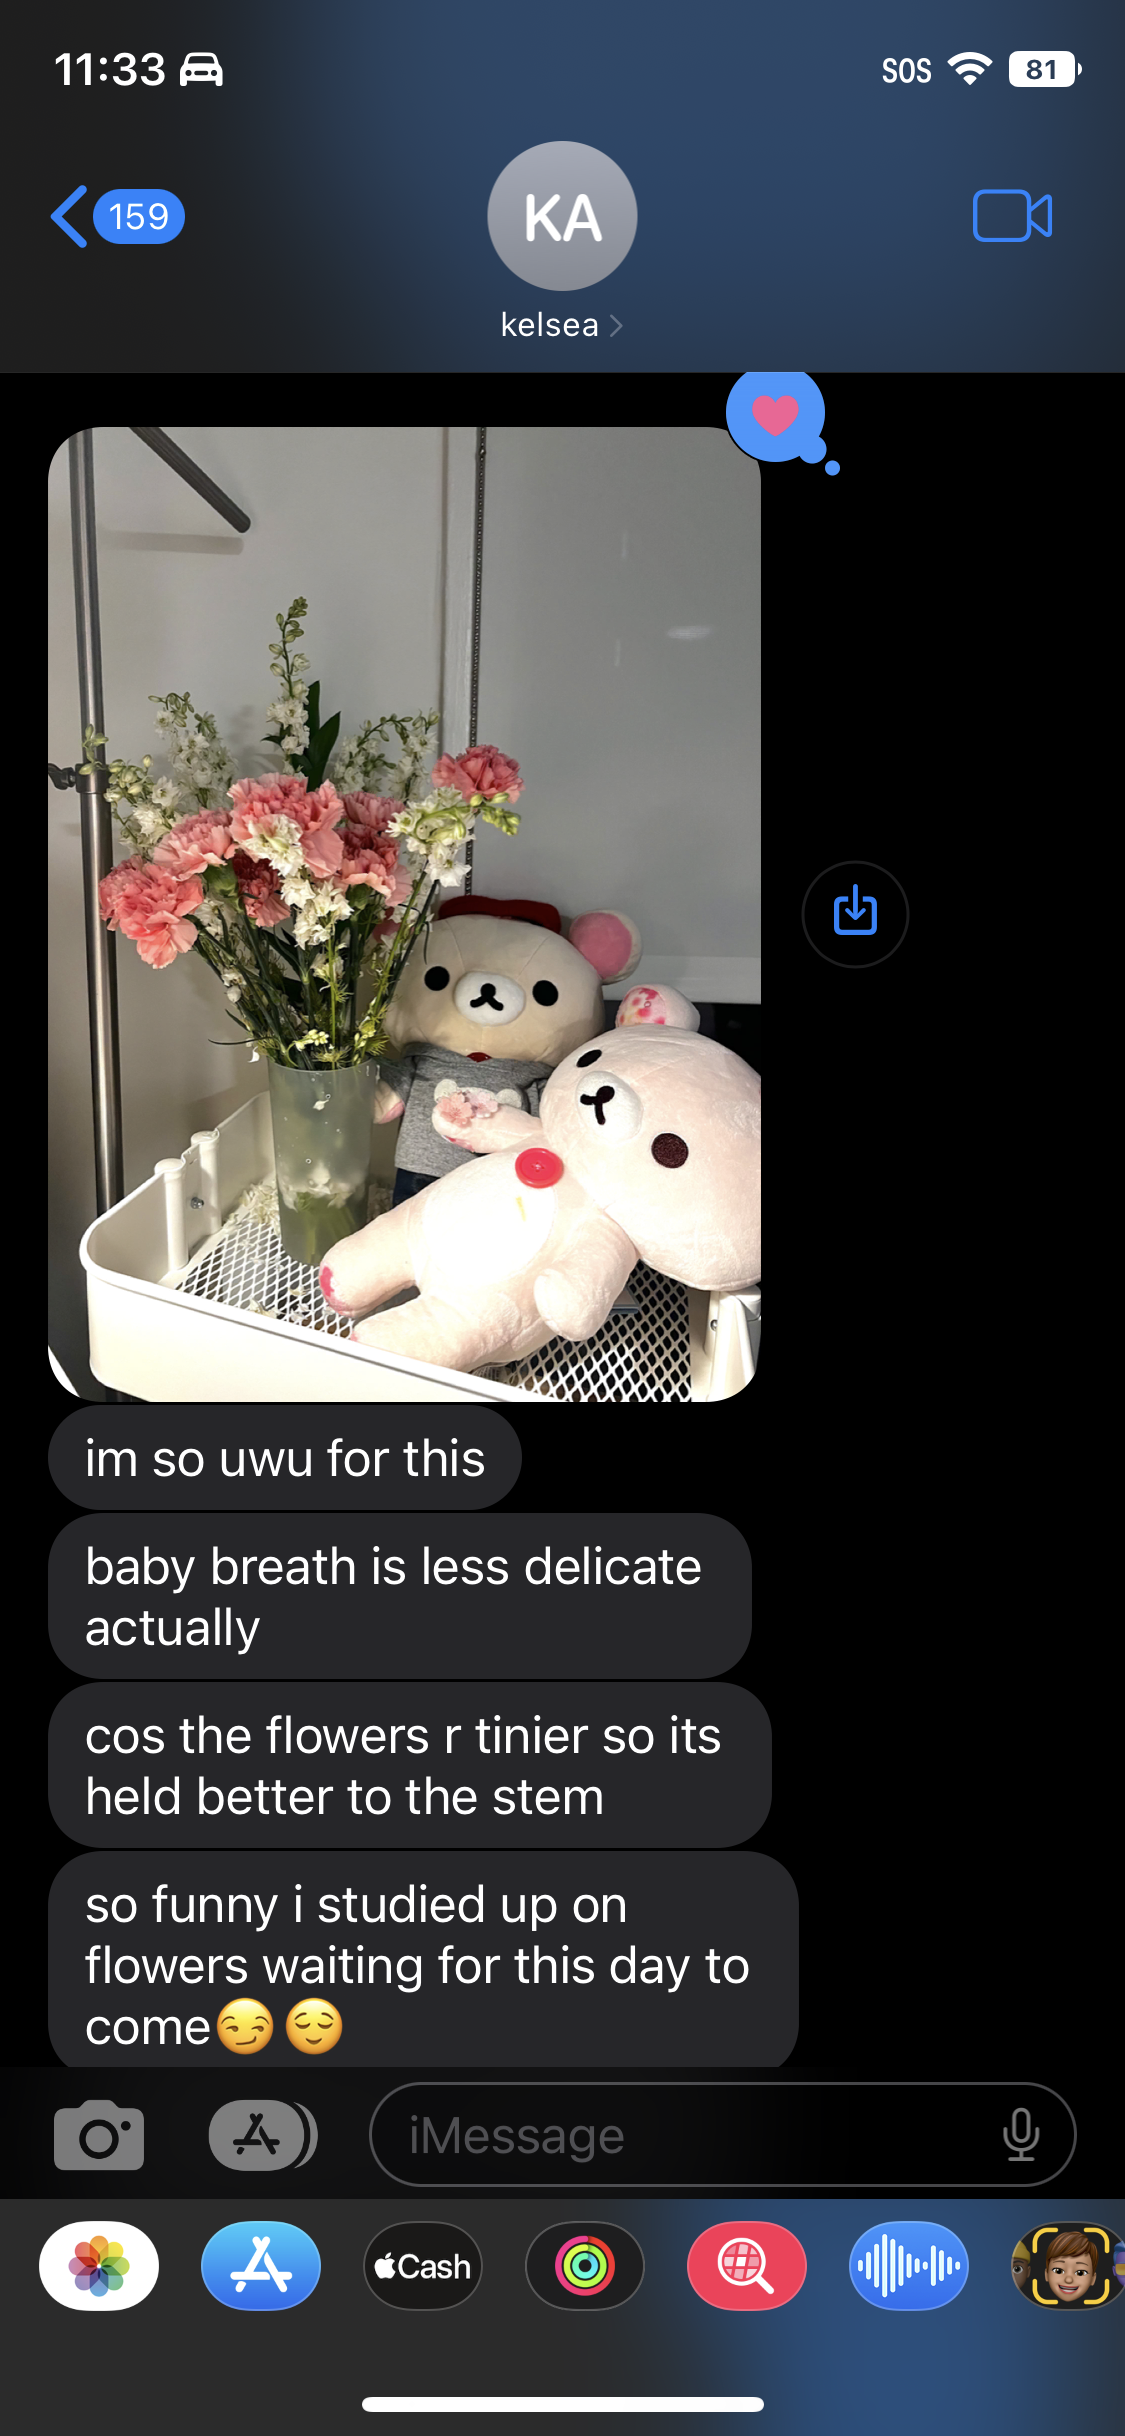 11:33
SOS
81
159
KA
kelsea
im so uwu for this
baby breath is less delicate
actually
cos the flowers r tinier so its
held better to the stem
so funny i studied up on
flowers waiting for this day to
come😏😌
iMessage
Cash